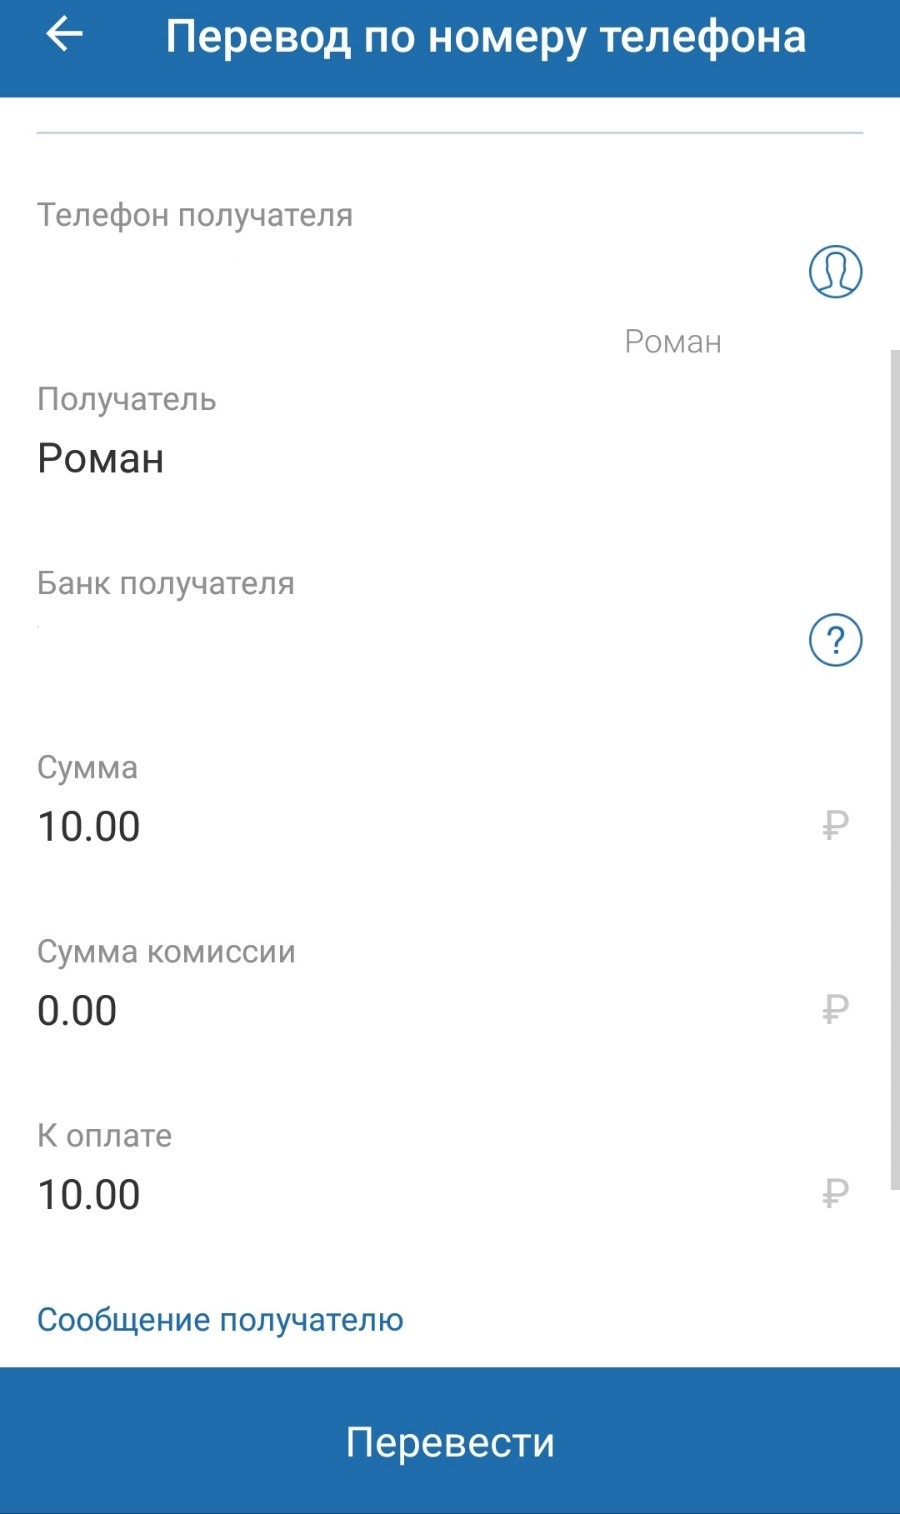 Перевод по номеру телефона
Телефон получателя
Роман
Получатель
Роман
Банк получателя
?
Сумма
10.00 ₽
Сумма комиссии
0.00 ₽
К оплате
10.00 ₽
Сообщение получателю
Перевести